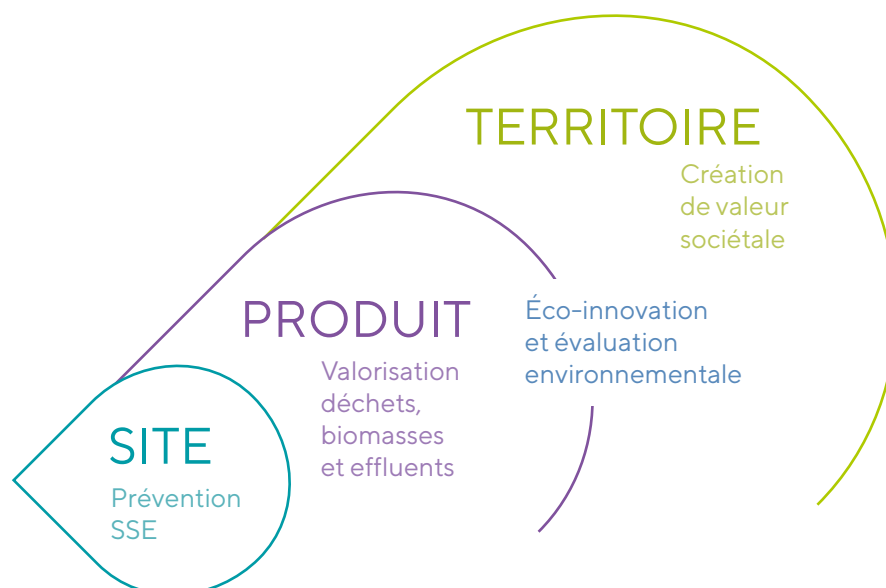 TERRITOIRE
Création
de valeur
sociétale
PRODUIT
Valorisation
déchets,
biomasses
et effluents
Éco-innovation
et évaluation
environnementale
SITE
Prévention
SSE